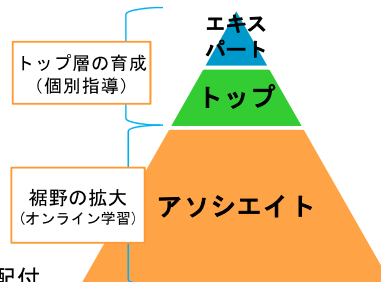 エキス
パート
トップ層の育成
（個別指導）
トップ
裾野の拡大
（オンライン学習）
アソシエイト
配付